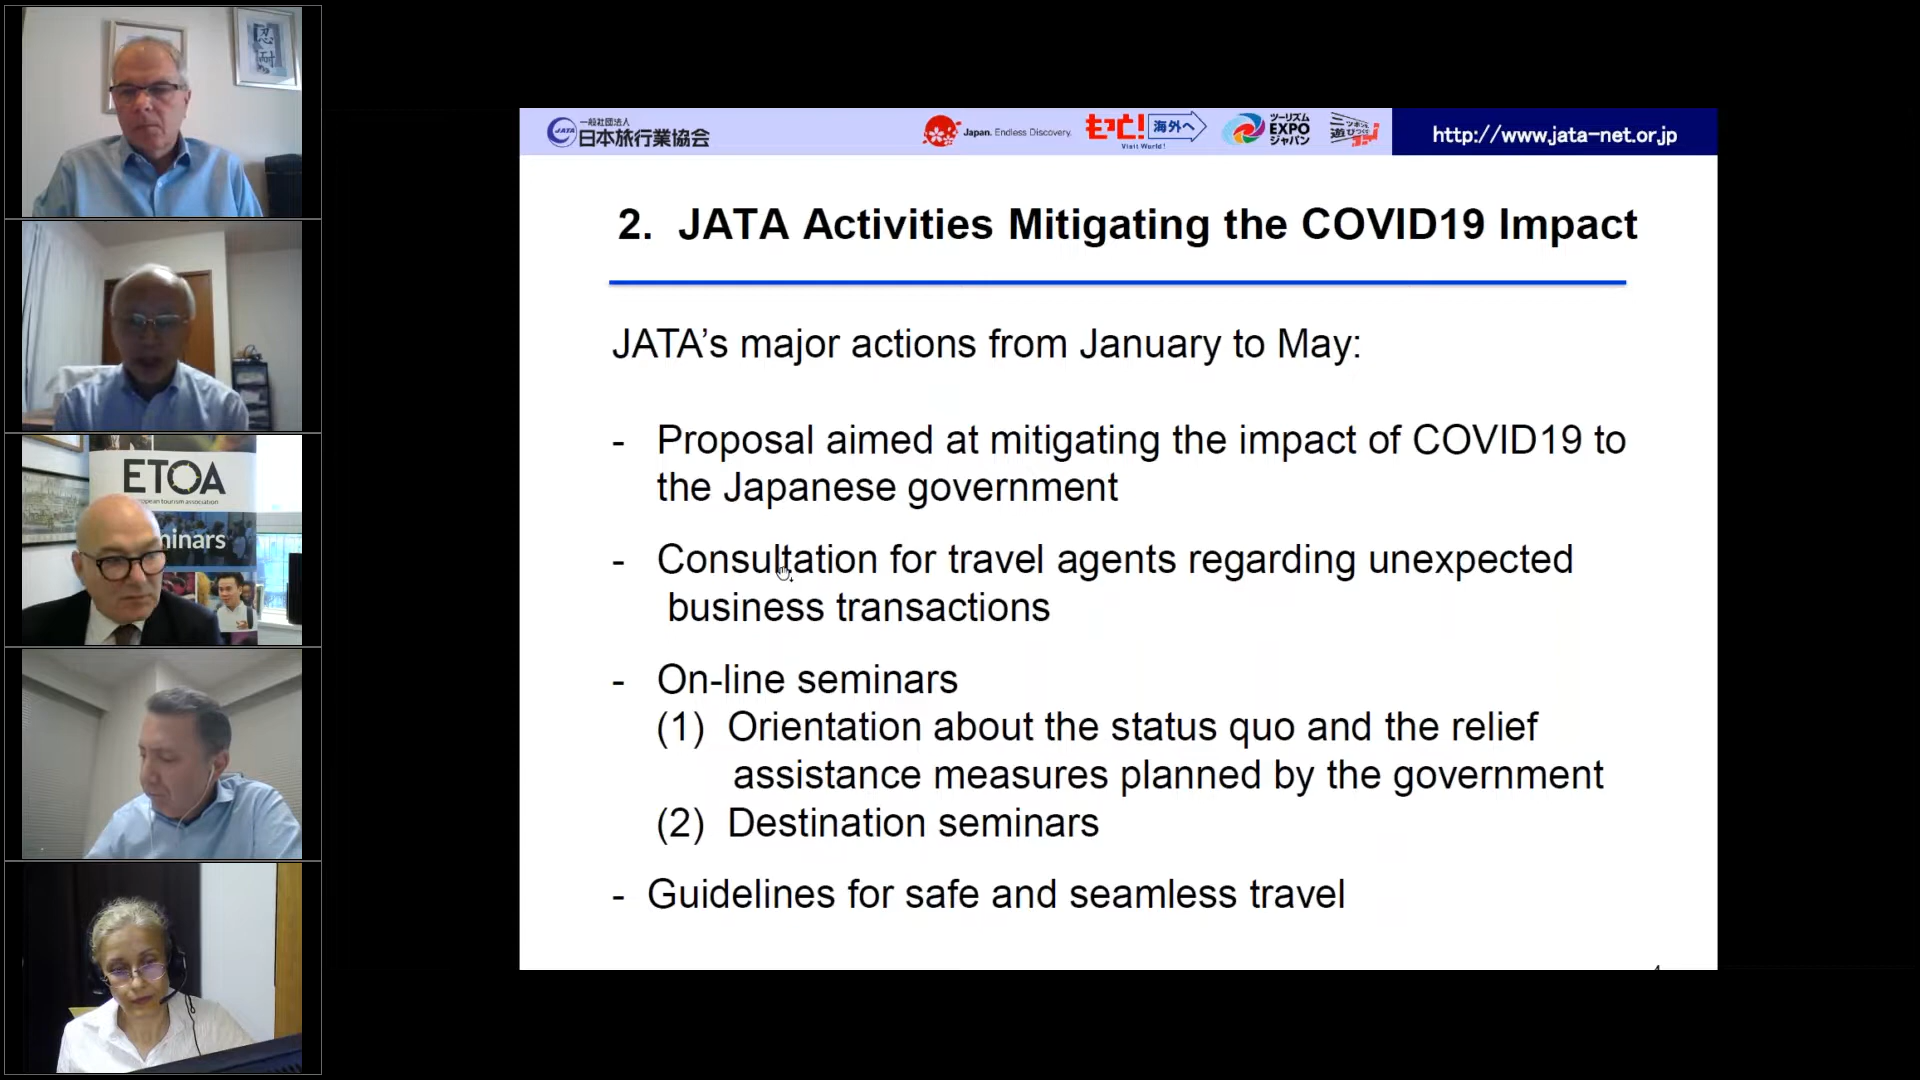 忍
耐
ETOA
european tourism association
minars
一般社団法人
JATA 日本旅行業協会
Japan. Endless Discovery.
もっと!海外へ
Visit World!
ツーリズム
EXPO
ジャパン
http://www.jata-net.or.jp
2. JATA Activities Mitigating the COVID19 Impact
JATA’s major actions from January to May:
- Proposal aimed at mitigating the impact of COVID19 to
the Japanese government
- Consultation for travel agents regarding unexpected
business transactions
- On-line seminars
(1) Orientation about the status quo and the relief
assistance measures planned by the government
(2) Destination seminars
- Guidelines for safe and seamless travel